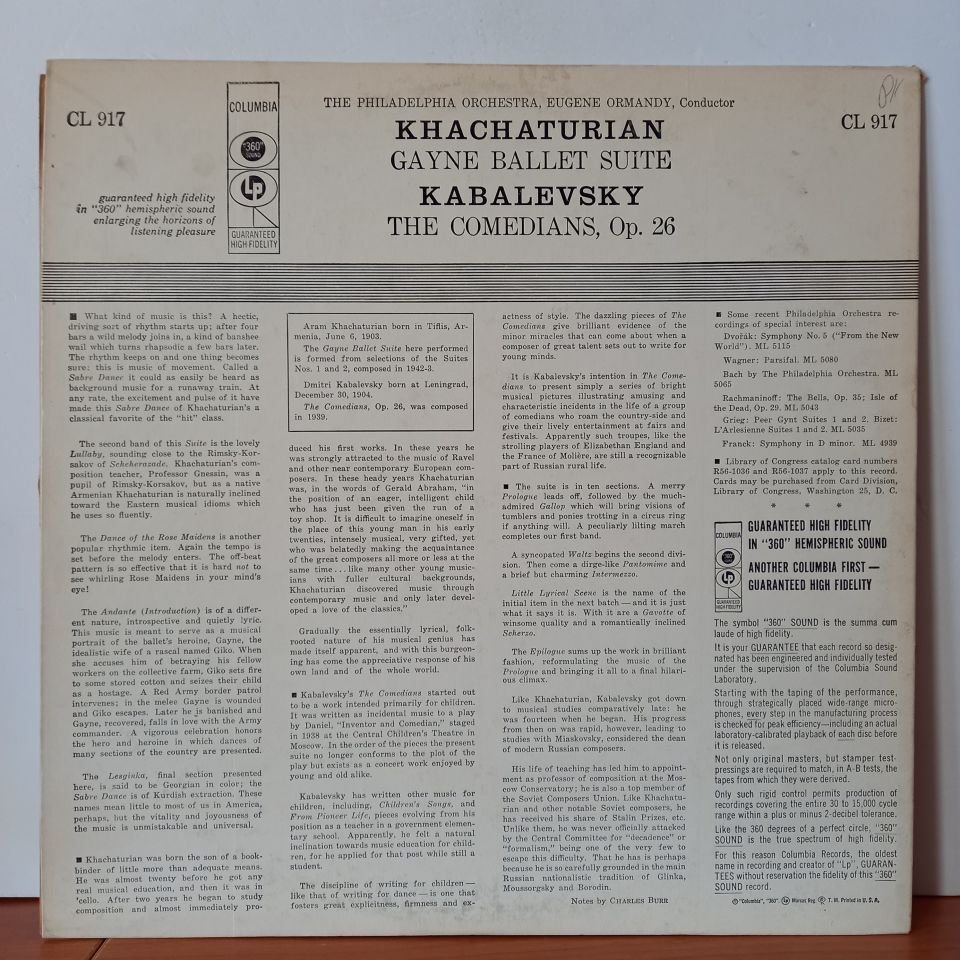 CL 917
COLUMBIA
"360"
SOUND
LP
GUARANTEED
HIGH FIDELITY
guaranteed high fidelity
in "360" hemispheric sound
enlarging the horizons of
listening pleasure
THE PHILADELPHIA ORCHESTRA, EUGENE ORMANDY, Conductor
KHACHATURIAN
GAYNE BALLET SUITE
KABALEVSKY
THE COMEDIANS, Op. 26
CL 917
■ What kind of music is this? A hectic,
driving sort of rhythm starts up; after four
bars a wild melody joins in, a kind of banshee
wail which turns rhapsodic a few bars later.
The rhythm keeps on and one thing becomes
sure: this is music of movement. Called a
Sabre Dance it could as easily be heard as
background music for a runaway train. At
any rate, the excitement and pulse of it have
made this Sabre Dance of Khachaturian's a
classical favorite of the "hit" class.
The second band of this Suite is the lovely
Lullaby, sounding close to the Rimsky-Kor-
sakov of Scheherazade. Khachaturian's com-
position teacher, Professor Gnessin, was a
pupil of Rimsky-Korsakov, but as a native
Armenian Khachaturian is naturally inclined
toward the Eastern musical idioms which
he uses so fluently.
The Dance of the Rose Maidens is another
popular rhythmic item. Again the tempo is
set before the melody enters. The off-beat
pattern is so effective that it is hard not to
see whirling Rose Maidens in your mind's
eye!
The Andante (Introduction) is of a differ-
ent nature, introspective and quietly lyric.
This music is meant to serve as a musical
portrait of the ballet's heroine, Gayne, the
idealistic wife of a rascal named Giko. When
she accuses him of betraying his fellow
workers on the collective farm, Giko sets fire
to some stored cotton and seizes their child
as a hostage. A Red Army border patrol
intervenes; in the melee Gayne is wounded
and Giko escapes. Later he is banished and
Gayne, recovered, falls in love with the Army
commander. A vigorous celebration honors
the hero and heroine in which dances of
many sections of the country are presented.
The Lesginka, final section presented
here, is said to be Georgian in color; the
Sabre Dance is of Kurdish extraction. These
names mean little to most of us in America,
perhaps, but the vitality and joyousness of
the music is unmistakable and universal.
■ Khachaturian was born the son of a book-
binder of little more than adequate means.
He was almost twenty before he got any
real musical education, and then it was in
'cello. After two years he began to study
composition and almost immediately pro-
Aram Khachaturian born in Tiflis, Ar-
menia, June 6, 1903.
The Gayne Ballet Suite here performed
is formed from selections of the Suites
Nos. 1 and 2, composed in 1942-3.
Dmitri Kabalevsky born at Leningrad,
December 30, 1904.
The Comedians, Op. 26, was composed
in 1939.
duced his first works. In these years he
was strongly attracted to the music of Ravel
and other near contemporary European com-
posers. In these heady years Khachaturian
was, in the words of Gerald Abraham, "in
the position of an eager, intelligent child
who has just been given the run of a
toy shop. It is difficult to imagine oneself in
the place of this young man in his early
twenties, intensely musical, very gifted, yet
who was belatedly making the acquaintance
of the great composers all more or less at the
same time...like many other young music-
ians with fuller cultural backgrounds,
Khachaturian discovered music through
contemporary music and only later devel-
oped a love of the classics."
Gradually the essentially lyrical, folk-
rooted nature of his musical genius has
made itself apparent, and with this burgeon-
ing has come the appreciative response of his
own land and of the whole world.
■ Kabalevsky's The Comedians started out
to be a work intended primarily for children.
It was written as incidental music to a play
by Daniel, "Inventor and Comedian," staged
in 1938 at the Central Children's Theatre in
Moscow. In the order of the pieces the present
suite no longer conforms to the plot of the
play but exists as a concert work enjoyed by
young and old alike.
Kabalevsky has written other music for
children, including, Children's Songs, and
From Pioneer Life, pieces evolving from his
position as a teacher in a government elemen-
tary school. Apparently, he felt a natural
inclination towards music education for child-
ren, for he applied for that post while still a
student.
The discipline of writing for children—
like that of writing for dance — is one that
fosters great explicitness, firmness and ex-
actness of style. The dazzling pieces of The
Comedians give brilliant evidence of the
minor miracles that can come about when a
composer of great talent sets out to write for
young minds.
It is Kabalevsky's intention in The Come-
dians to present simply a series of bright
musical pictures illustrating amusing and
characteristic incidents in the life of a group
of comedians who roam the country-side and
give their lively entertainment at fairs and
festivals. Apparently such troupes, like the
strolling players of Elizabethan England and
the France of Molière, are still a recognizable
part of Russian rural life.
■ The suite is in ten sections. A merry
Prologue leads off, followed by the much-
admired Gallop which will bring visions of
tumblers and ponies trotting in a circus ring
if anything will. A peculiarly lilting march
completes our first band.
A syncopated Waltz begins the second divi-
sion. Then come a dirge-like Pantomime and
a brief but charming Intermezzo.
Little Lyrical Scene is the name of the
initial item in the next batch — and it is just
what it says it is. With it are a Gavotte of
winsome quality and a romantically inclined
Scherzo.
The Epilogue sums up the work in brilliant
fashion, reformulating the music of the
Prologue and bringing it all to a final hilari-
ous climax.
Like Khachaturian, Kabalevsky got down
to musical studies comparatively late: he
was fourteen when he began. His progress
from then on was rapid, however, leading to
studies with Miaskovsky, considered the dean
of modern Russian composers.
His life of teaching has led him to appoint-
ment as professor of composition at the Mos-
cow Conservatory; he is also a top member of
the Soviet Composers Union. Like Khachatu-
rian and other notable Soviet composers, he
has received his share of Stalin Prizes, etc.
Unlike them, he was never officially attacked
by the Central Committee for "decadence" or
"formalism," being one of the very few to
escape this difficulty. That he has is perhaps
because he is so carefully grounded in the main
Russian nationalistic tradition of Glinka,
Moussorgsky and Borodin.
Notes by CHARLES BURR
■ Some recent Philadelphia Orchestra re-
cordings of special interest are:
Dvořák: Symphony No. 5 ("From the New
World"). ML 5115
Wagner: Parsifal. ML 5080
Bach by The Philadelphia Orchestra. ML
5065
Rachmaninoff: The Bells, Op. 35; Isle of
the Dead, Op. 29. ML 5043
Grieg: Peer Gynt Suites 1 and 2. Bizet:
L'Arlesienne Suites 1 and 2. ML 5035
Franck: Symphony in D minor. ML 4939
■ Library of Congress catalog card numbers
R56-1036 and R56-1037 apply to this record.
Cards may be purchased from Card Division,
Library of Congress, Washington 25, D. C.
* * *
COLUMBIA
LP
GUARANTEED
HIGH FIDELITY
GUARANTEED HIGH FIDELITY
IN "360" HEMISPHERIC SOUND
ANOTHER COLUMBIA FIRST —
GUARANTEED HIGH FIDELITY
The symbol "360" SOUND is the summa cum
laude of high fidelity.
It is your GUARANTEE that each record so desig-
nated has been engineered and individually tested
under the supervision of the Columbia Sound
Laboratory.
Starting with the taping of the performance,
through strategically placed wide-range micro-
phones, every step in the manufacturing process
is checked for peak efficiency—including an actual
laboratory-calibrated playback of each disc before
it is released.
Not only original masters, but stamper test-
pressings are required to match, in A-B tests, the
tapes from which they were derived.
Only such rigid control permits production of
recordings covering the entire 30 to 15,000 cycle
range within a plus or minus 2-decibel tolerance.
Like the 360 degrees of a perfect circle, "360"
SOUND is the true spectrum of high fidelity.
For this reason Columbia Records, the oldest
name in recording and creator of "Lp", GUARAN-
TEES without reservation the fidelity of this "360"
SOUND record.
® "Columbia", "360", Marcas Reg. T. M. Printed in U. S. A.